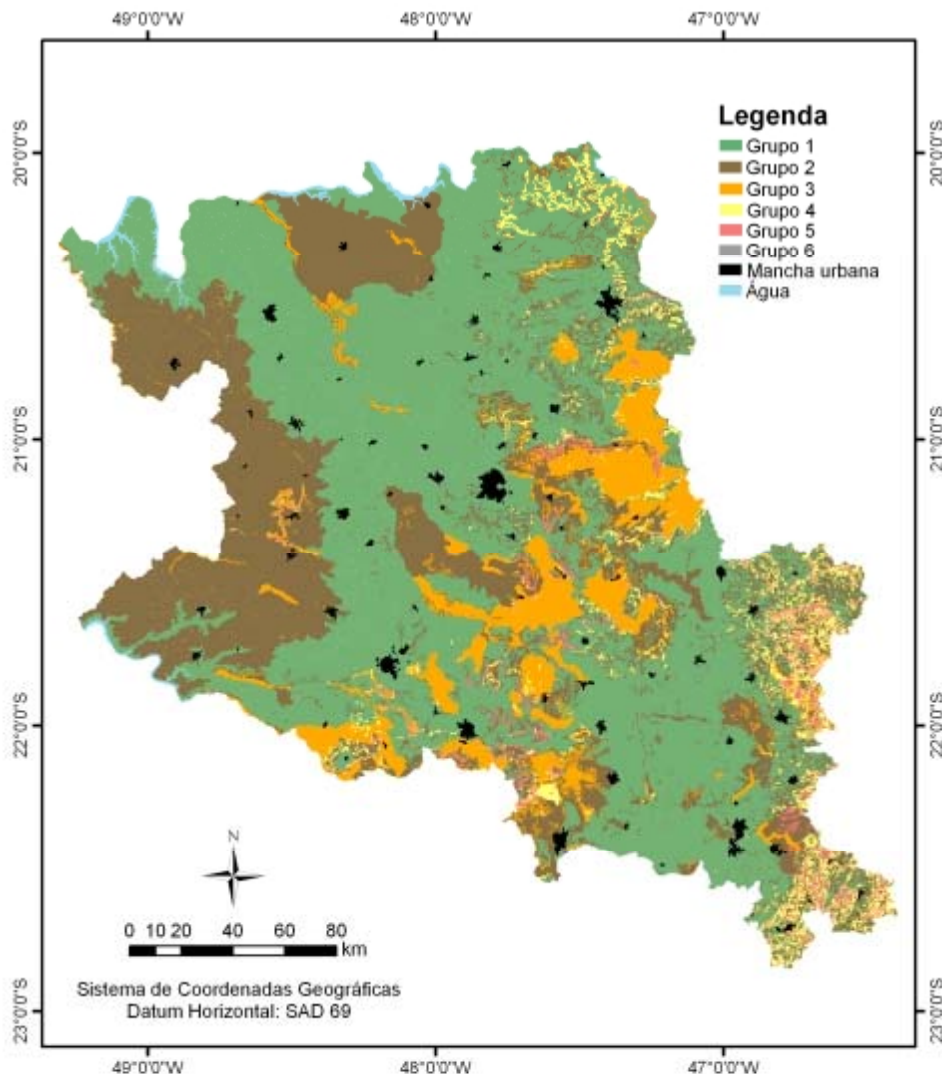 49°0'0"W 48°0'0"W 47°0'0"W
Legenda
20°0'0"S 20°0'0"S
Grupo 1
Grupo 2
Grupo 3
Grupo 4
Grupo 5
Grupo 6
Mancha urbana
Água
21°0'0"S 21°0'0"S
22°0'0"S 22°0'0"S
N
0 10 20 40 60 80
km
Sistema de Coordenadas Geográficas
Datum Horizontal: SAD 69
23°0'0"S 23°0'0"S
49°0'0"W 48°0'0"W 47°0'0"W